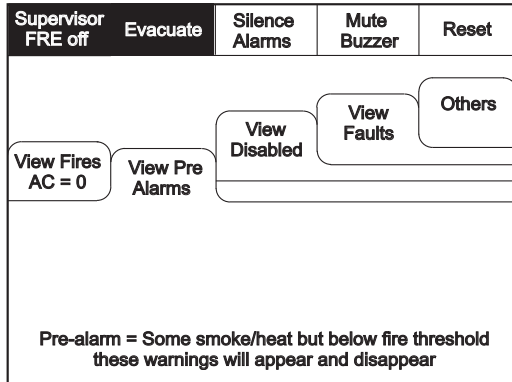 Supervisor
FRE off
Evacuate
Silence
Alarms
Mute
Buzzer
Reset
View Fires
AC = 0
View Pre
Alarms
View
Disabled
View
Faults
Others
Pre-alarm = Some smoke/heat but below fire threshold
these warnings will appear and disappear